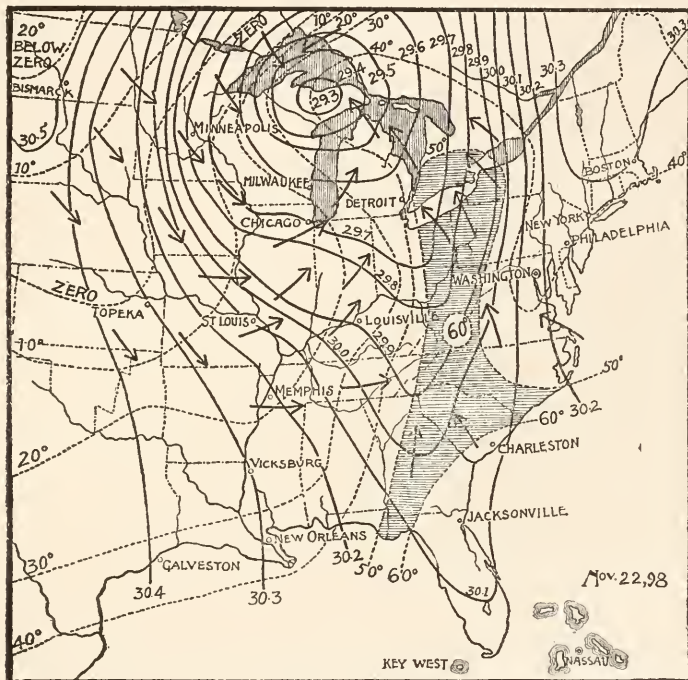 20°
BELOW
ZERO
ZERO
10°
20°
30°
40°
29.6
29.7
29.8
29.9
30.0
30.1
30.2
30.3
30.3
BISMARCK
29.3
29.4
29.5
30.5
MINNEAPOLIS
50°
10°
BOSTON
40°
MILWAUKEE
DETROIT
CHICAGO
29.7
NEW YORK
PHILADELPHIA
29.8
WASHINGTON
ZERO
TOPEKA
ST LOUIS
LOUISVILLE
60°
10°
30.0
29.9
50°
MEMPHIS
60°
30.2
20°
CHARLESTON
VICKSBURG
JACKSONVILLE
NEW ORLEANS
30°
GALVESTON
30.2
50°
60°
30.4
30.3
30.1
Nov. 22, 98
40°
KEY WEST
NASSAU